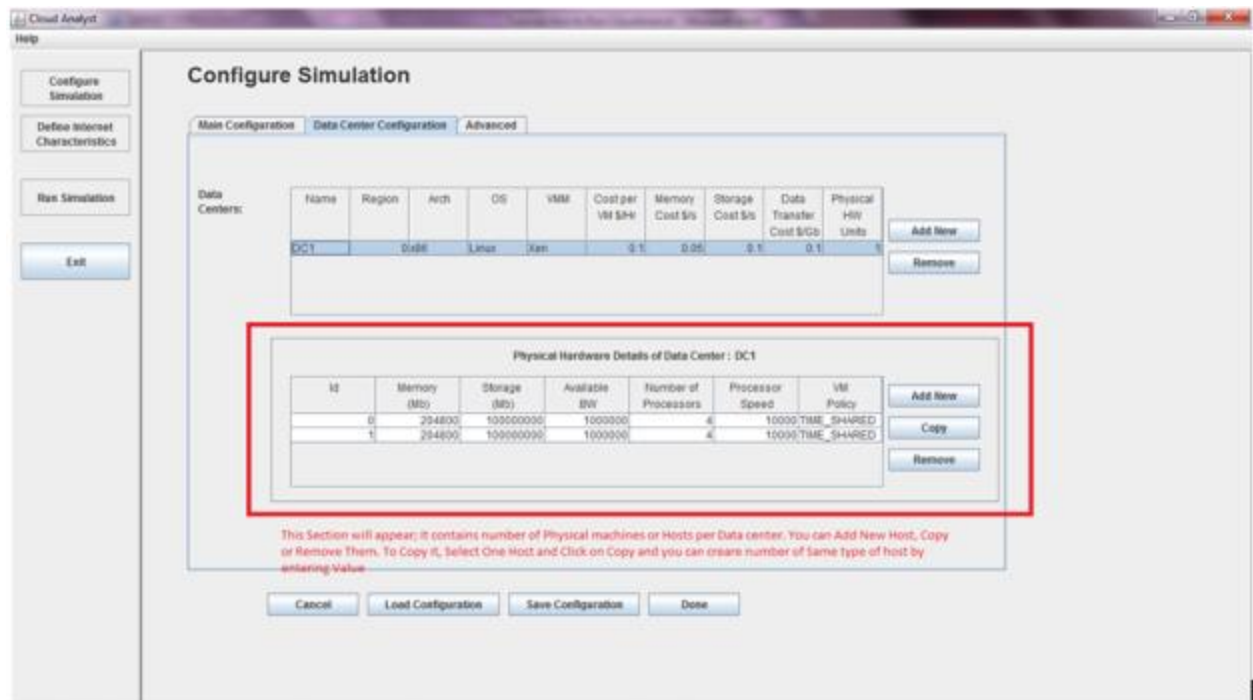 Cloud Analyst
Help
Configure
Simulation
Define Internet
Characteristics
Run Simulation
Exit
Configure Simulation
Main Configuration Data Center Configuration Advanced
Data
Centers:
Name Region Arch OS VMM Cost per VM $/Hr Memory Cost $/s Storage Cost $/s Data Transfer Cost $/Gb Physical HW Units
DC1 0 x86 Linux Xen 0.1 0.05 0.1 0.1 1
Add New
Remove
Physical Hardware Details of Data Center : DC1
Id Memory (Mb) Storage (Mb) Available BW Number of Processors Processor Speed VM Policy
0 204800 100000000 1000000 4 10000 TIME_SHARED
1 204800 100000000 1000000 4 10000 TIME_SHARED
Add New
Copy
Remove
This Section will appear; it contains number of Physical machines or Hosts per Data center. You can Add New Host, Copy
or Remove Them. To Copy it, Select One Host and Click on Copy and you can creare number of Same type of host by
entering Value
Cancel Load Configuration Save Configuration Done